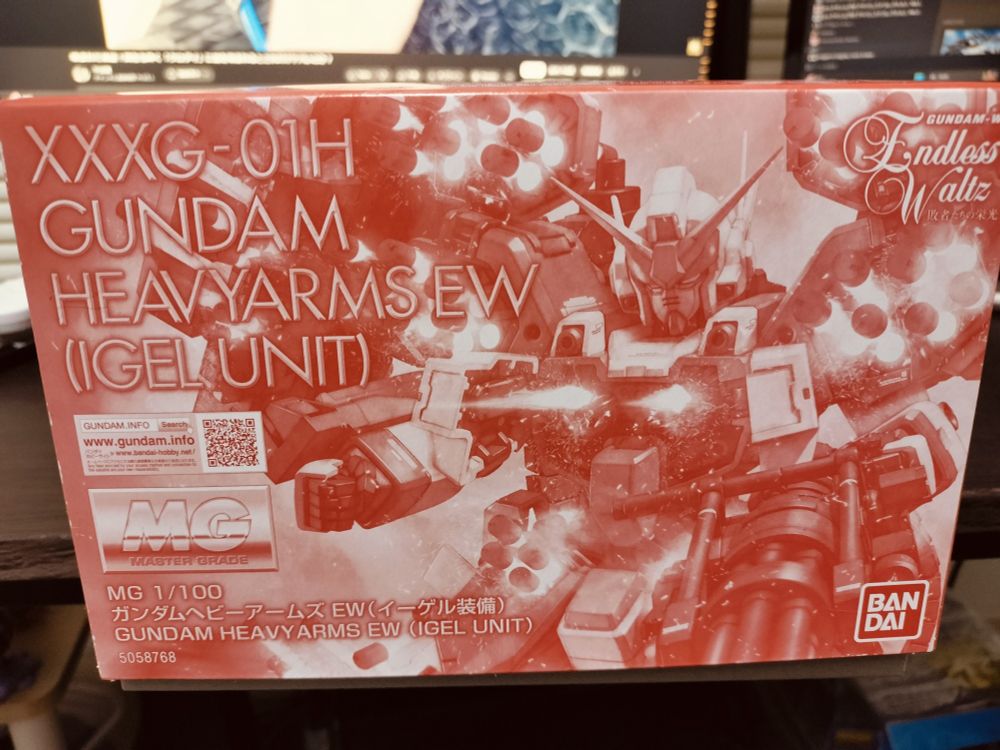 XXXG-01H
GUNDAM
HEAVYARMS EW
(IGEL UNIT)
GUNDAM-W
Endless
Waltz
敗者たちの栄光
GUNDAM.INFO Search
www.gundam.info
www.bandai-hobby.net/
MG
MASTER GRADE
MG 1/100
ガンダムヘビーアームズ EW(イーゲル装備)
GUNDAM HEAVYARMS EW (IGEL UNIT)
5058768
BAN
DAI